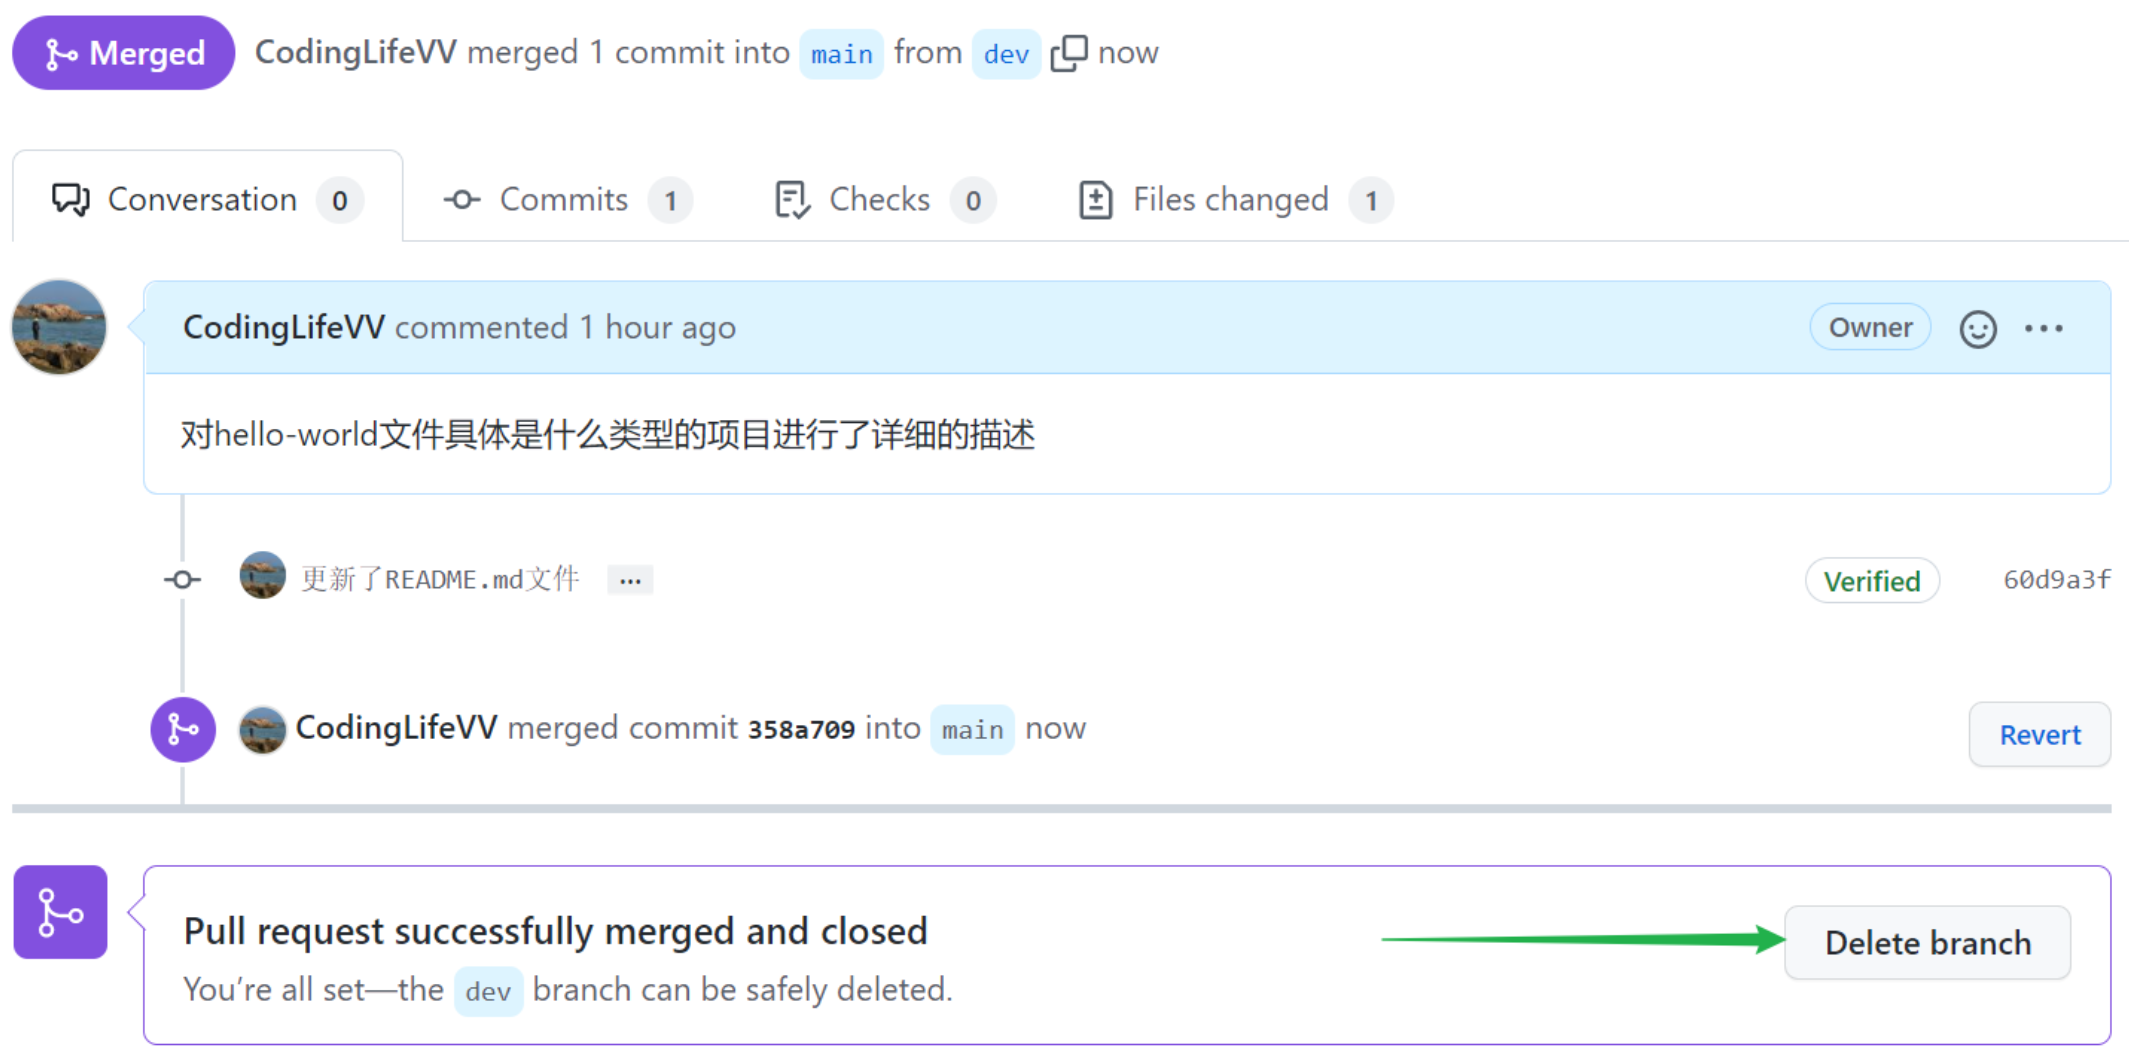 Merged CodingLifeVV merged 1 commit into main from dev now
Conversation 0 Commits 1 Checks 0 Files changed 1
CodingLifeVV commented 1 hour ago Owner
对hello-world文件具体是什么类型的项目进行了详细的描述
更新了README.md文件 ... Verified 60d9a3f
CodingLifeVV merged commit 358a709 into main now Revert
Pull request successfully merged and closed Delete branch
You’re all set—the dev branch can be safely deleted.